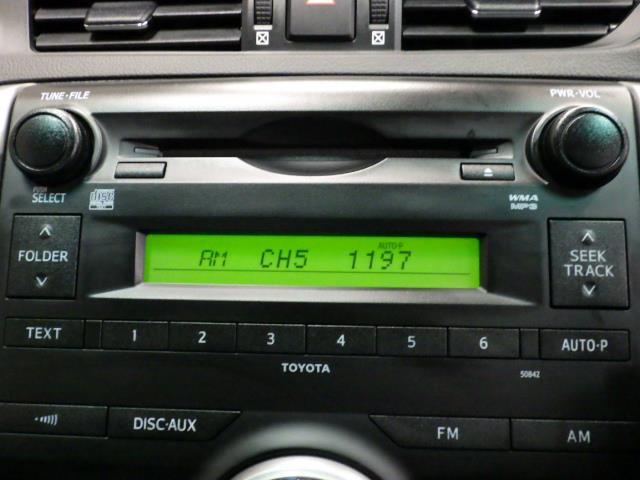 TUNE·FILE
PWR·VOL
PUSH
SELECT
WMA
MP3
FOLDER
AUTO-P
AM CH5 1197
SEEK
TRACK
TEXT 1 2 3 4 5 6 AUTO·P
TOYOTA
50842
DISC·AUX FM AM